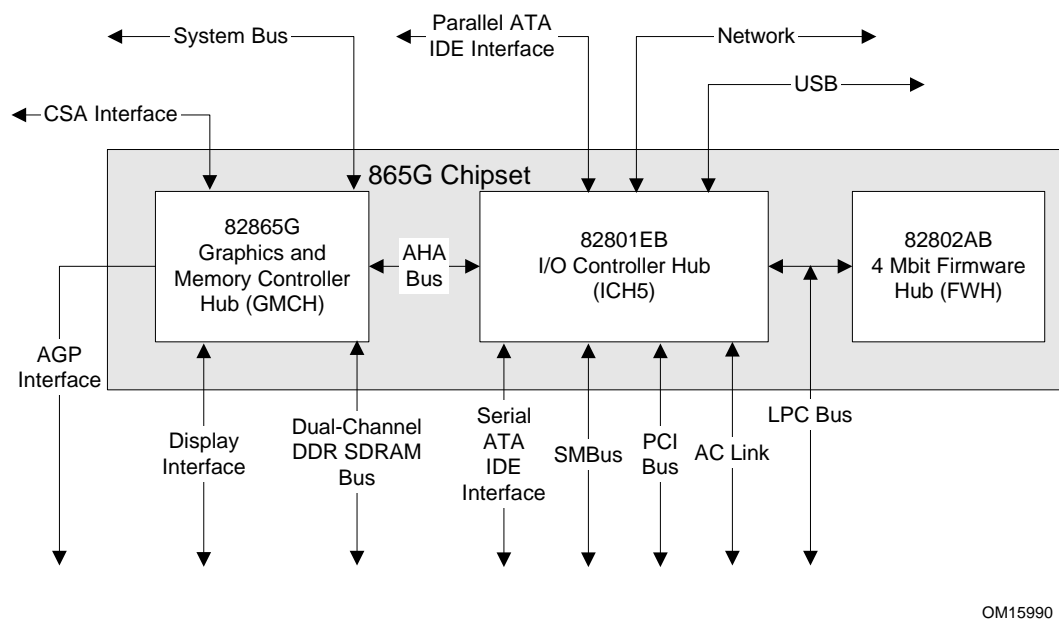 System Bus
Parallel ATA
IDE Interface
Network
USB
CSA Interface
865G Chipset
82865G
Graphics and
Memory Controller
Hub (GMCH)
AHA
Bus
82801EB
I/O Controller Hub
(ICH5)
82802AB
4 Mbit Firmware
Hub (FWH)
AGP
Interface
Display
Interface
Dual-Channel
DDR SDRAM
Bus
Serial
ATA
IDE
Interface
SMBus
PCI
Bus
AC Link
LPC Bus
OM15990